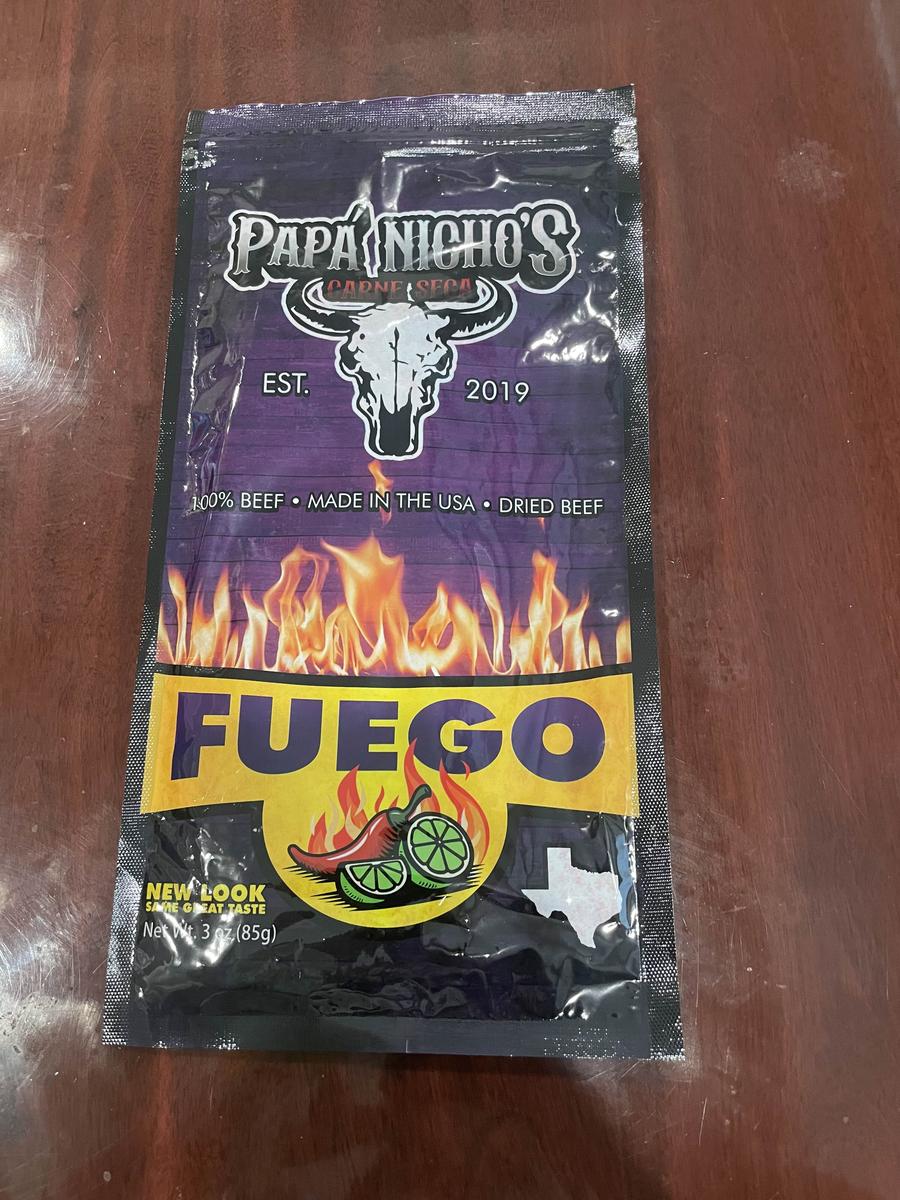 PAPÁ NICHO'S
CARNE SECA
EST. 2019
100% BEEF • MADE IN THE USA • DRIED BEEF
FUEGO
NEW LOOK
SAME GREAT TASTE
Net Wt. 3 oz (85g)